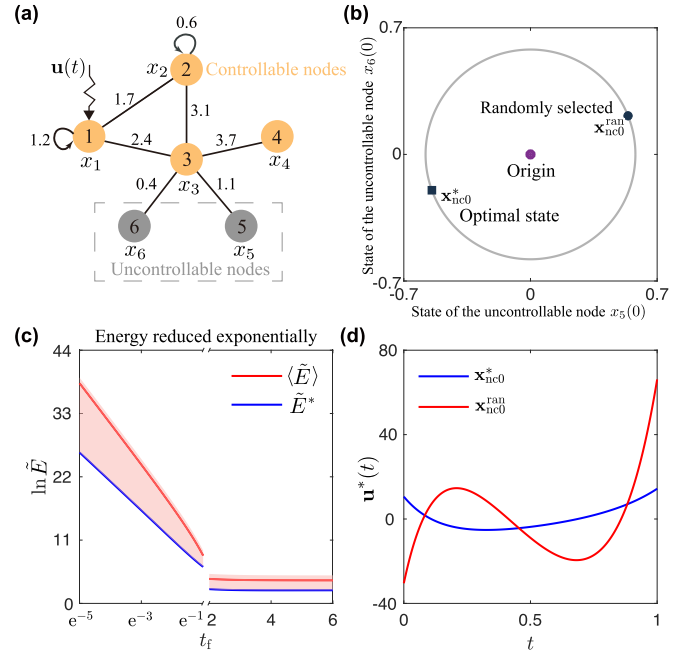 (a)
0.6
2
x₂
Controllable nodes
u(t)
1.7
3.1
1.2
1
2.4
3.7
4
x₁
3
x₄
x₃
0.4
1.1
6
5
x₆
x₅
Uncontrollable nodes
(b)
0.7
State of the uncontrollable node x₆(0)
Randomly selected
x_nc0^ran
0
Origin
x_nc0^*
Optimal state
-0.7
-0.7
0
0.7
State of the uncontrollable node x₅(0)
(c)
Energy reduced exponentially
44
⟨Ẽ⟩
Ẽ*
33
22
ln Ẽ
11
0
e⁻⁵
e⁻³
e⁻¹
2
4
6
t_f
(d)
80
x_nc0^*
x_nc0^ran
40
u*(t)
0
-40
0
0.5
1
t